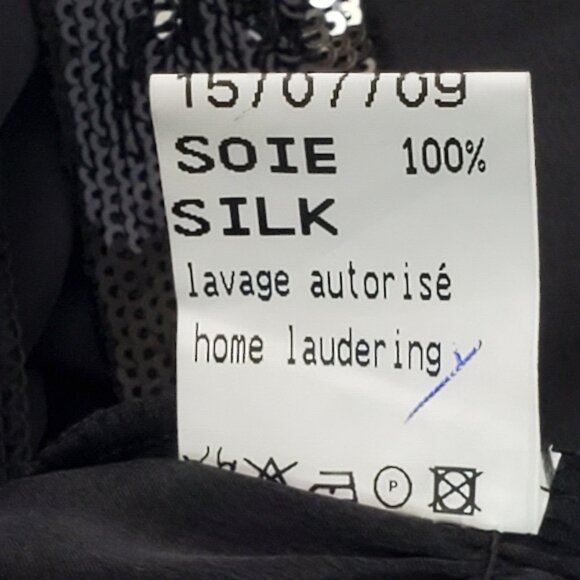 15/07/09
SOIE 100%
SILK
lavage autorisé
home laudering
P